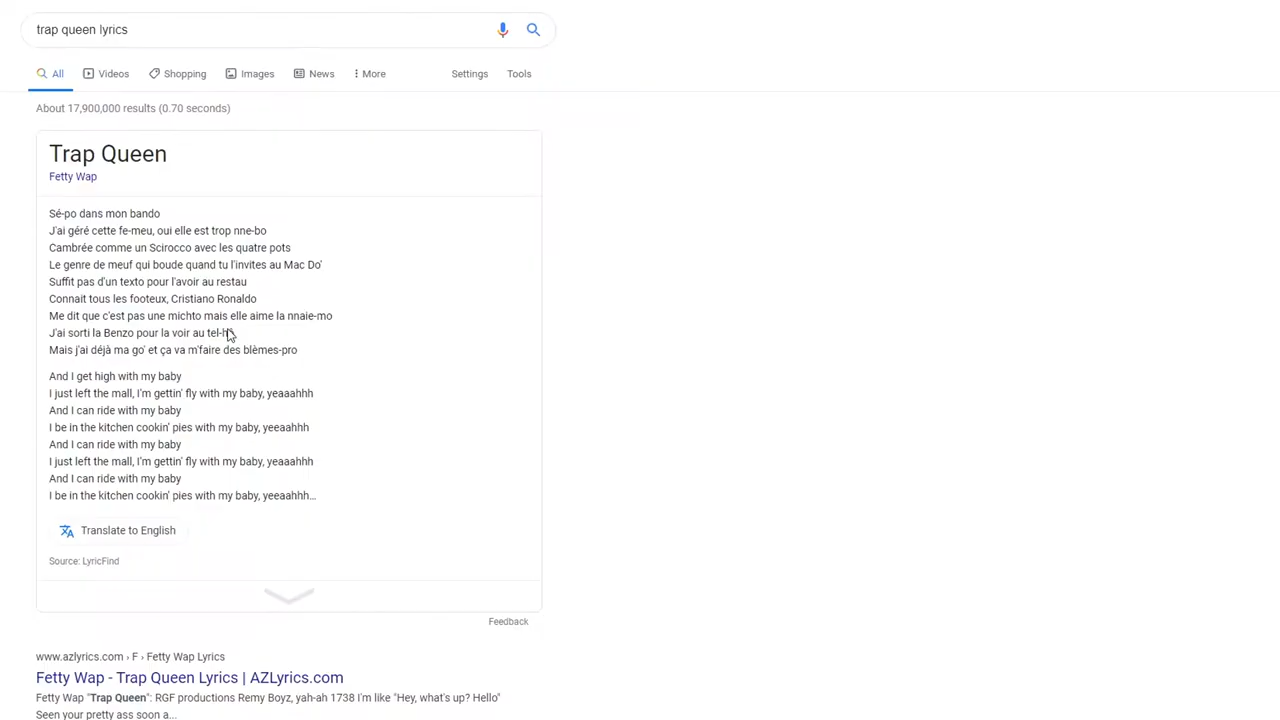 trap queen lyrics
All Videos Shopping Images News More Settings Tools
About 17,900,000 results (0.70 seconds)
Trap Queen
Fetty Wap
Sé-po dans mon bando
J'ai géré cette fe-meu, oui elle est trop nne-bo
Cambrée comme un Scirocco avec les quatre pots
Le genre de meuf qui boude quand tu l'invites au Mac Do'
Suffit pas d'un texto pour l'avoir au restau
Connait tous les footeux, Cristiano Ronaldo
Me dit que c'est pas une michto mais elle aime la nnaie-mo
J'ai sorti la Benzo pour la voir au
Mais j'ai déjà ma go' et ça va m'faire des blèmes-pro
And I get high with my baby
I just left the mall, I'm gettin' fly with my baby, yeaaahhh
And I can ride with my baby
I be in the kitchen cookin' pies with my baby, yeeaahhh
And I can ride with my baby
I just left the mall, I'm gettin' fly with my baby, yeaaahhh
And I can ride with my baby
I be in the kitchen cookin' pies with my baby, yeeaahhh...
Translate to English
Source: LyricFind
Feedback
www.azlyrics.com › F › Fetty Wap Lyrics
Fetty Wap - Trap Queen Lyrics | AZLyrics.com
Fetty Wap "Trap Queen": RGF productions Remy Boyz, yah-ah 1738 I'm like "Hey, what's up? Hello"
Seen your pretty ass soon a...